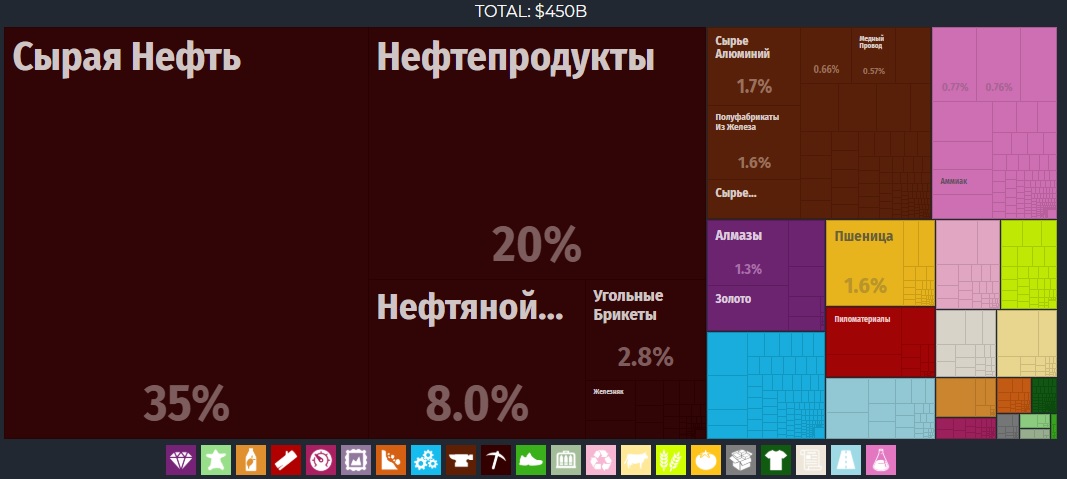 TOTAL: $450B
Сырая Нефть
35%
Нефтепродукты
20%
Нефтяной...
8.0%
Угольные
Брикеты
2.8%
Железняк
Сырье
Алюминий
1.7%
0.66%
Медный
Провод
0.57%
Полуфабрикаты
Из Железа
1.6%
Сырье...
0.77%
0.76%
Аммиак
Алмазы
1.3%
Золото
Пшеница
1.6%
Пиломатериалы